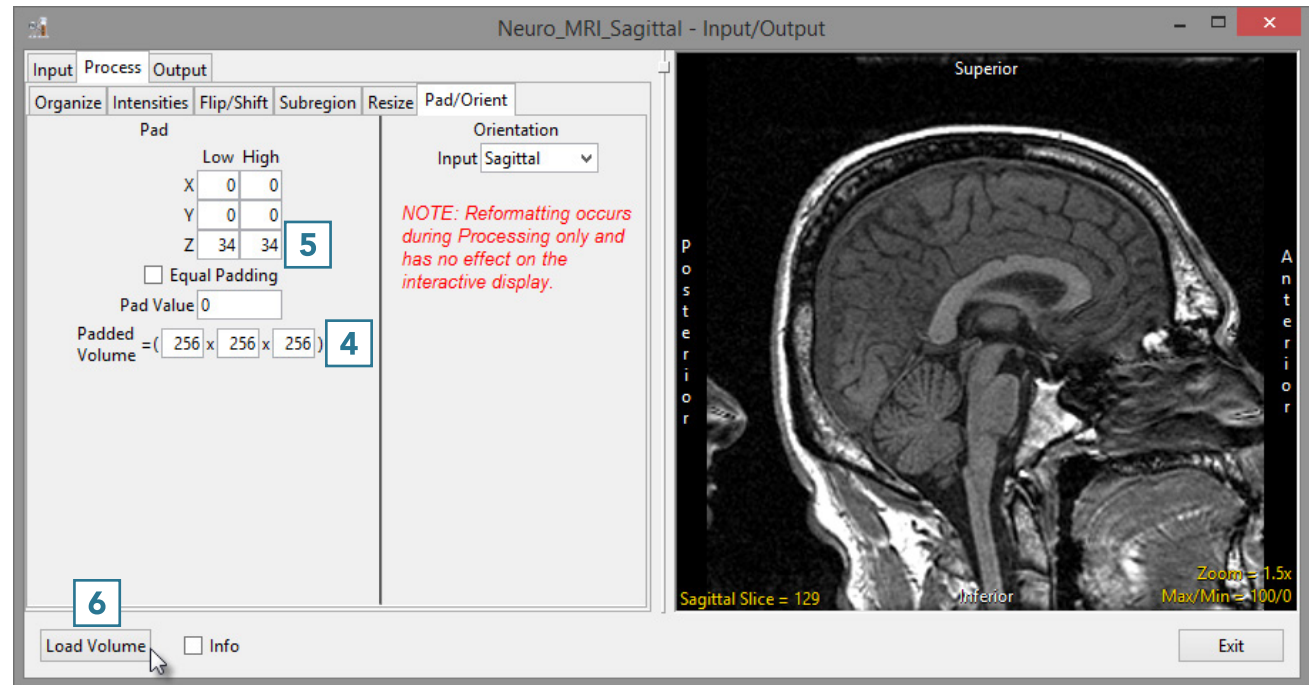 Neuro_MRI_Sagittal - Input/Output
Input Process Output
Organize Intensities Flip/Shift Subregion Resize Pad/Orient
Pad
Low High
X 0 0
Y 0 0
Z 34 34
5
Equal Padding
Pad Value 0
Padded Volume =( 256 x 256 x 256 )
4
Orientation
Input Sagittal
NOTE: Reformatting occurs
during Processing only and
has no effect on the
interactive display.
Superior
Posterior
Anterior
Zoom = 1.5x
Sagittal Slice = 129
Inferior
Max/Min = 100/0
6
Load Volume
Info
Exit